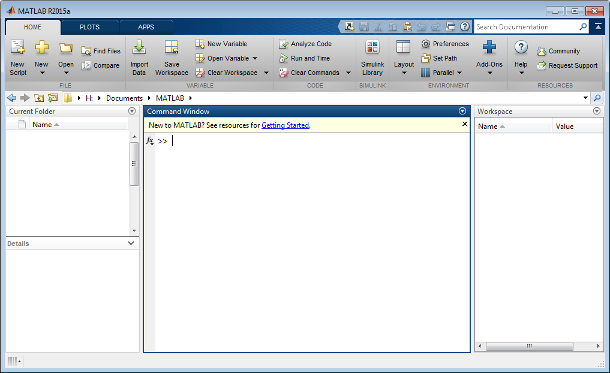 MATLAB R2015a
HOME PLOTS APPS Search Documentation
New Script New Open Find Files Compare Import Data Save Workspace New Variable Open Variable Clear Workspace Analyze Code Run and Time Clear Commands Simulink Library Layout Preferences Set Path Parallel Add-Ons Help Community Request Support
FILE VARIABLE CODE SIMULINK ENVIRONMENT RESOURCES
H: Documents MATLAB
Current Folder Command Window Workspace
Name New to MATLAB? See resources for Getting Started. Name Value
fx >>
Details